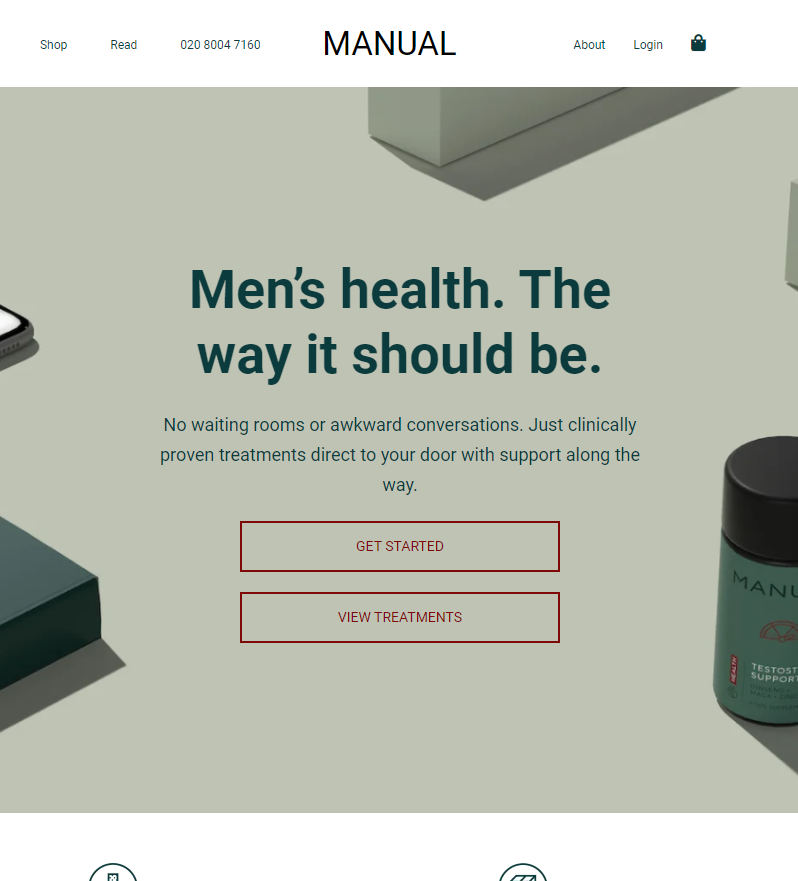 Shop Read 020 8004 7160 MANUAL About Login
Men’s health. The
way it should be.
No waiting rooms or awkward conversations. Just clinically
proven treatments direct to your door with support along the
way.
GET STARTED
VIEW TREATMENTS
MANU
HEALTH
TESTOST
SUPPORT